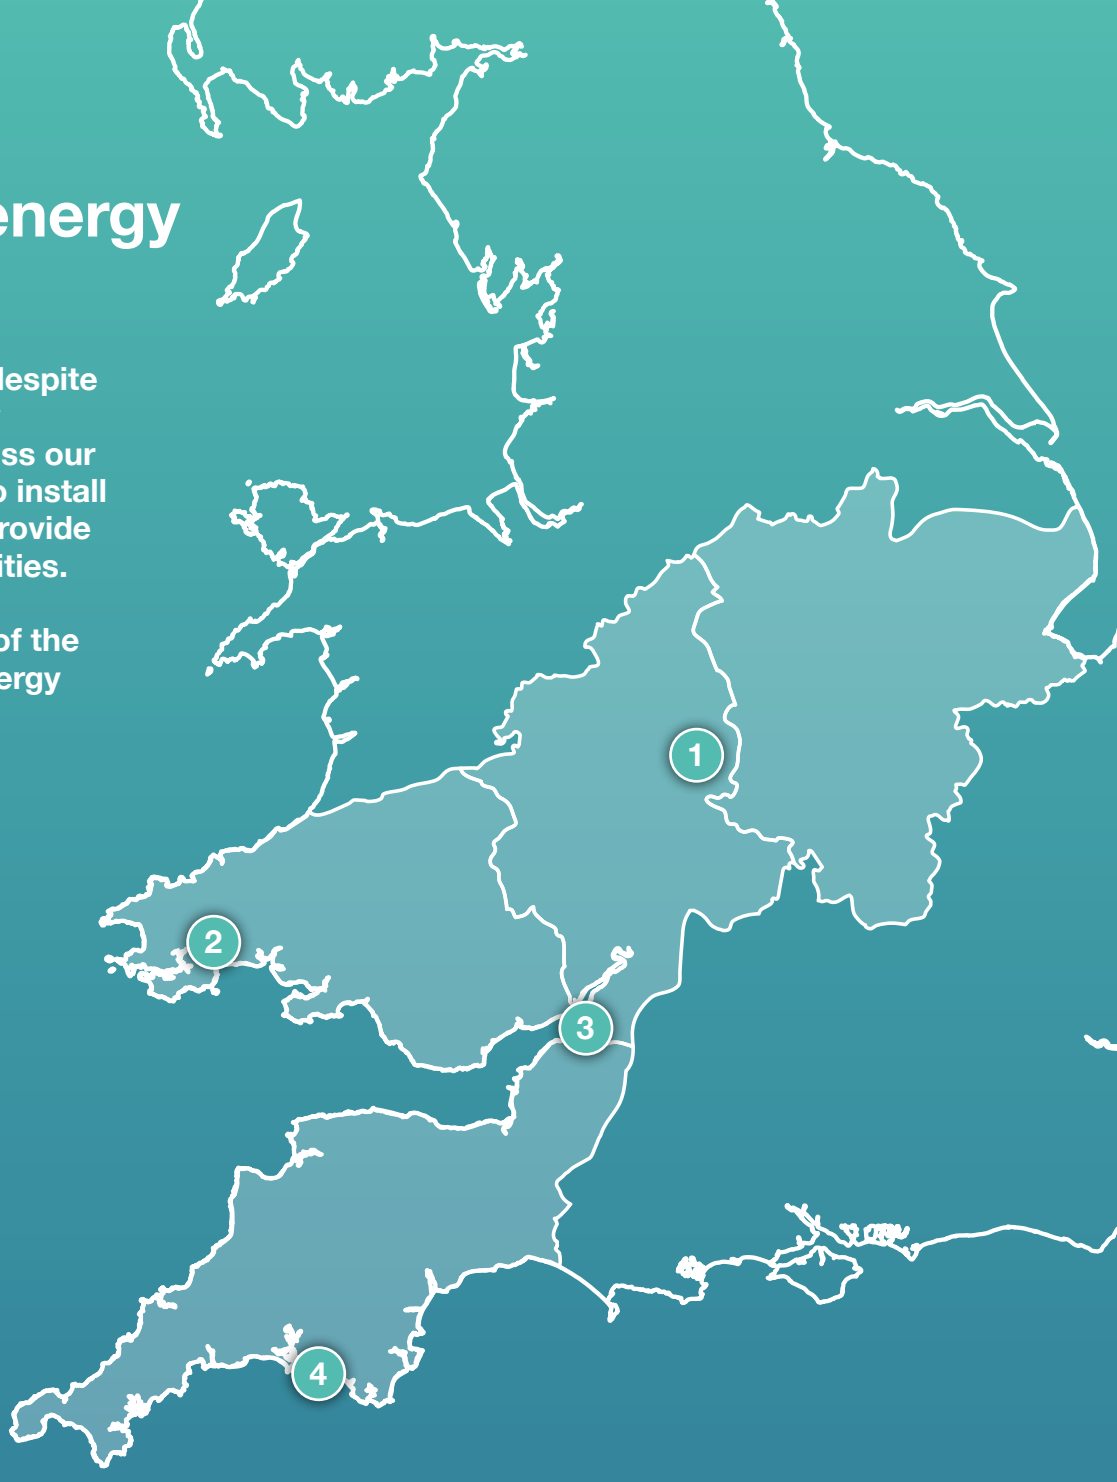 energy
despite
ss our
o install
rovide
ities.
of the
ergy
1
2
3
4